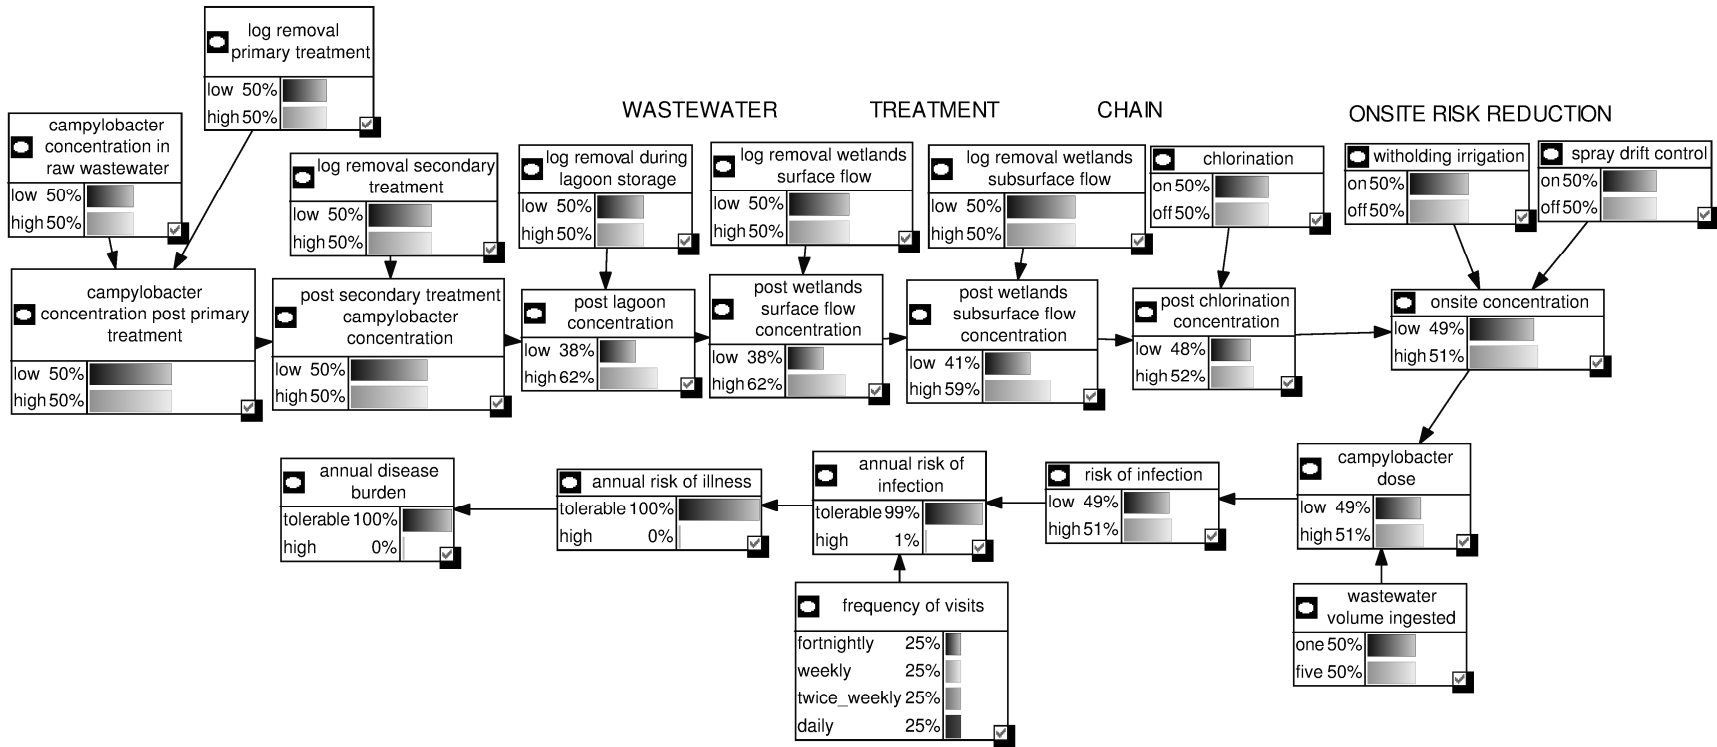 log removal
primary treatment
low 50%
high 50%
WASTEWATER TREATMENT CHAIN
ONSITE RISK REDUCTION
campylobacter
concentration in
raw wastewater
low 50%
high 50%
log removal secondary
treatment
low 50%
high 50%
log removal during
lagoon storage
low 50%
high 50%
log removal wetlands
surface flow
low 50%
high 50%
log removal wetlands
subsurface flow
low 50%
high 50%
chlorination
on 50%
off 50%
witholding irrigation
on 50%
off 50%
spray drift control
on 50%
off 50%
campylobacter
concentration post primary
treatment
low 50%
high 50%
post secondary treatment
campylobacter
concentration
low 50%
high 50%
post lagoon
concentration
low 38%
high 62%
post wetlands
surface flow
concentration
low 38%
high 62%
post wetlands
subsurface flow
concentration
low 41%
high 59%
post chlorination
concentration
low 48%
high 52%
onsite concentration
low 49%
high 51%
annual disease
burden
tolerable 100%
high 0%
annual risk of illness
tolerable 100%
high 0%
annual risk of
infection
tolerable 99%
high 1%
risk of infection
low 49%
high 51%
campylobacter
dose
low 49%
high 51%
frequency of visits
fortnightly 25%
weekly 25%
twice_weekly 25%
daily 25%
wastewater
volume ingested
one 50%
five 50%